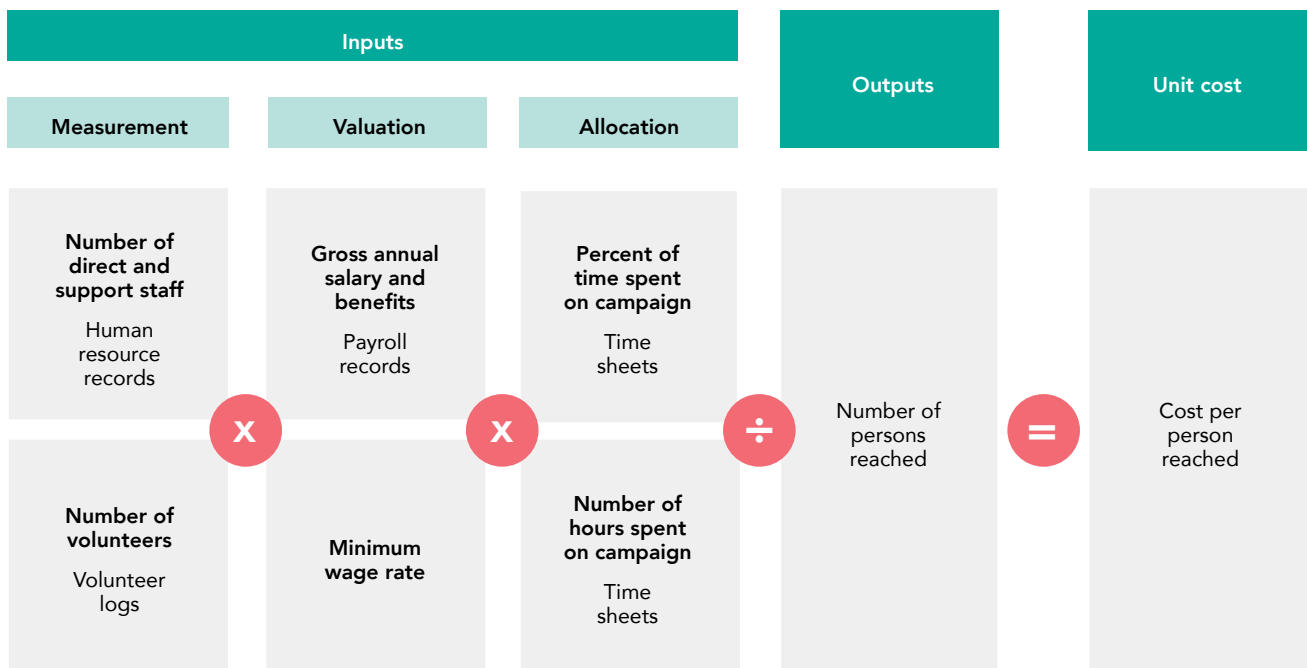 Inputs
Outputs
Unit cost
Measurement
Valuation
Allocation
Number of
direct and
support staff
Human
resource
records
Gross annual
salary and
benefits
Payroll
records
Percent of
time spent
on campaign
Time
sheets
x
x
÷
Number of
persons
reached
=
Cost per
person
reached
Number of
volunteers
Volunteer
logs
Minimum
wage rate
Number of
hours spent
on campaign
Time
sheets